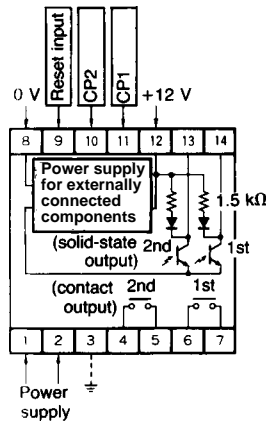 Reset input
CP2
CP1
0 V
+12 V
8 9 10 11 12 13 14
Power supply
for externally
connected
components
1.5 kΩ
(solid-state
output)
2nd
1st
(contact
output)
2nd
1st
1 2 3 4 5 6 7
Power
supply